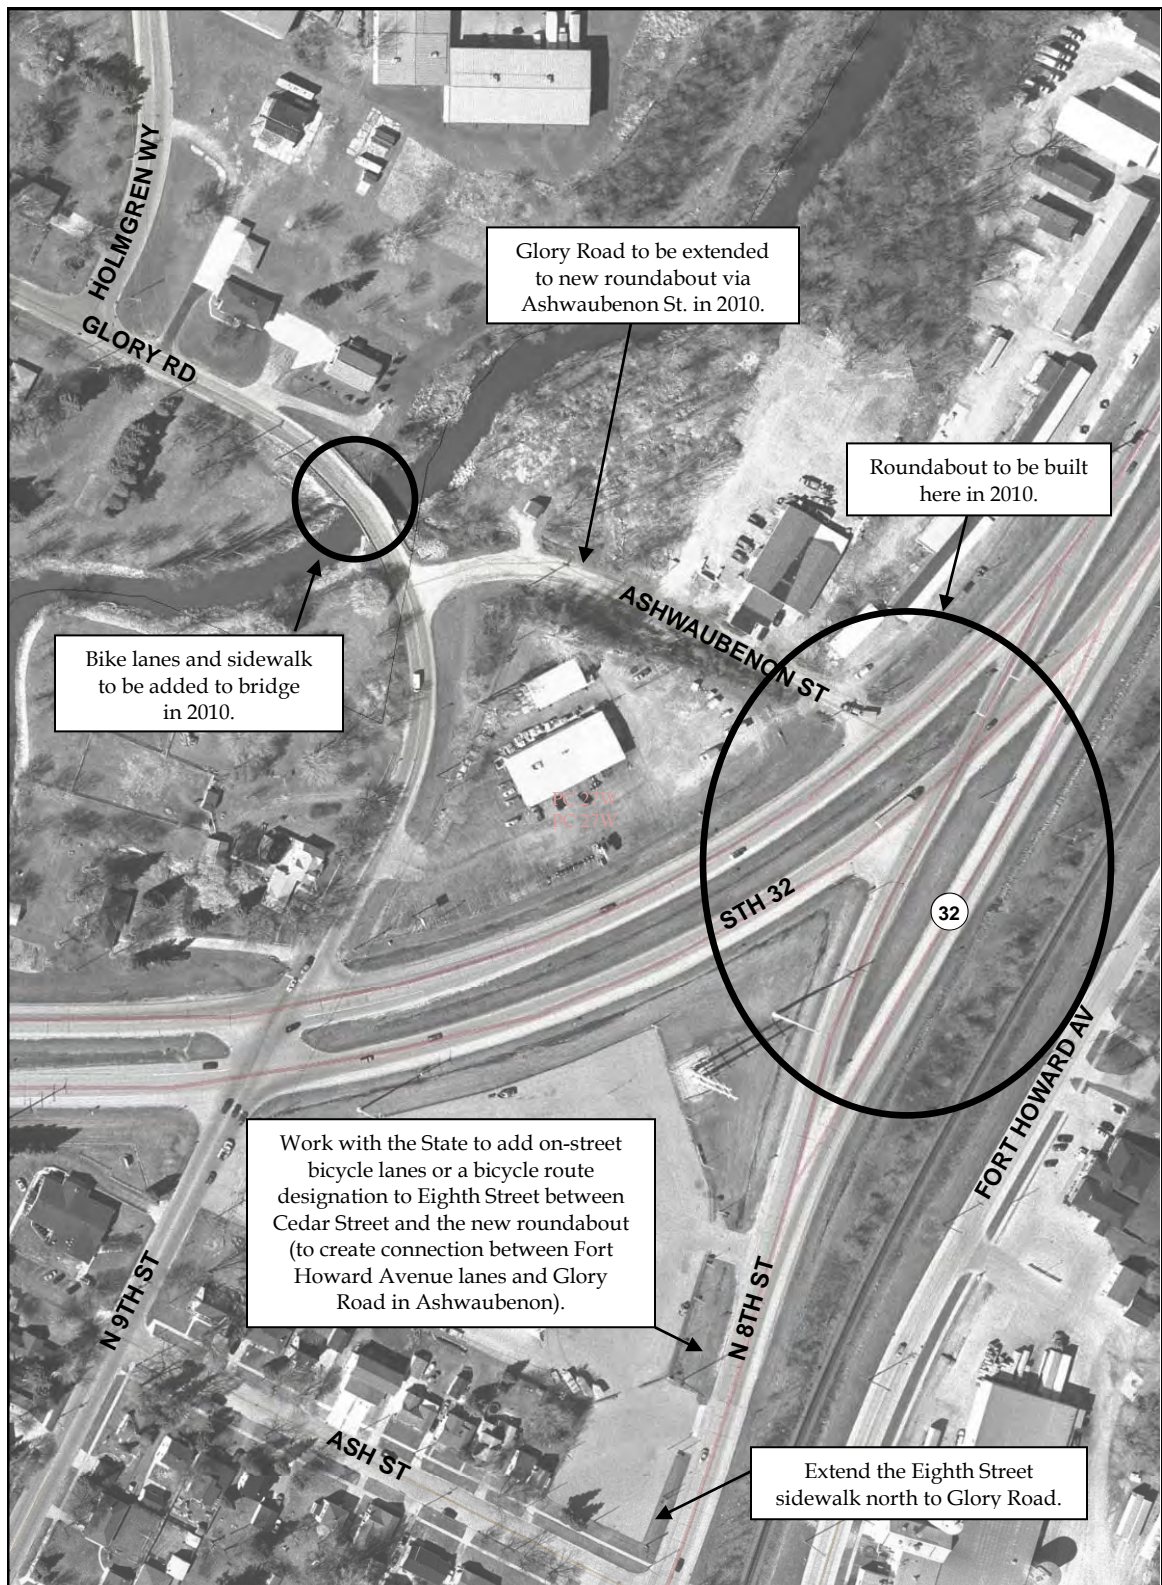 HOLMGREN WY
Glory Road to be extended
to new roundabout via
Ashwaubenon St. in 2010.
GLORY RD
Roundabout to be built
here in 2010.
ASHWAUBENON ST
Bike lanes and sidewalk
to be added to bridge
in 2010.
PC 27W
PC 27W
STH 32
32
FORT HOWARD AV
Work with the State to add on-street
bicycle lanes or a bicycle route
designation to Eighth Street between
Cedar Street and the new roundabout
(to create connection between Fort
Howard Avenue lanes and Glory
Road in Ashwaubenon).
N 9TH ST
N 8TH ST
ASH ST
Extend the Eighth Street
sidewalk north to Glory Road.